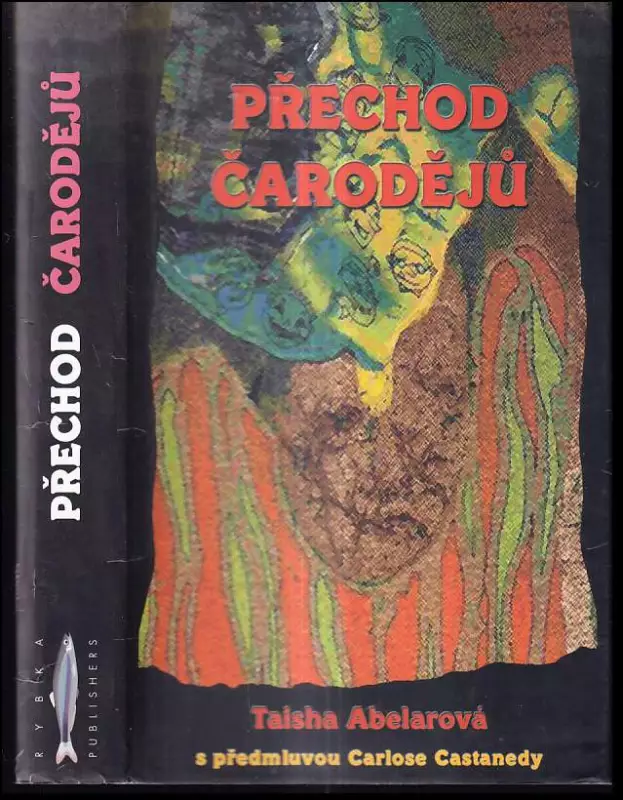 PŘECHOD
ČARODĚJŮ
Taisha Abelarová
s předmluvou Carlose Castanedy
PŘECHOD ČARODĚJŮ
RYBKA
PUBLISHERS